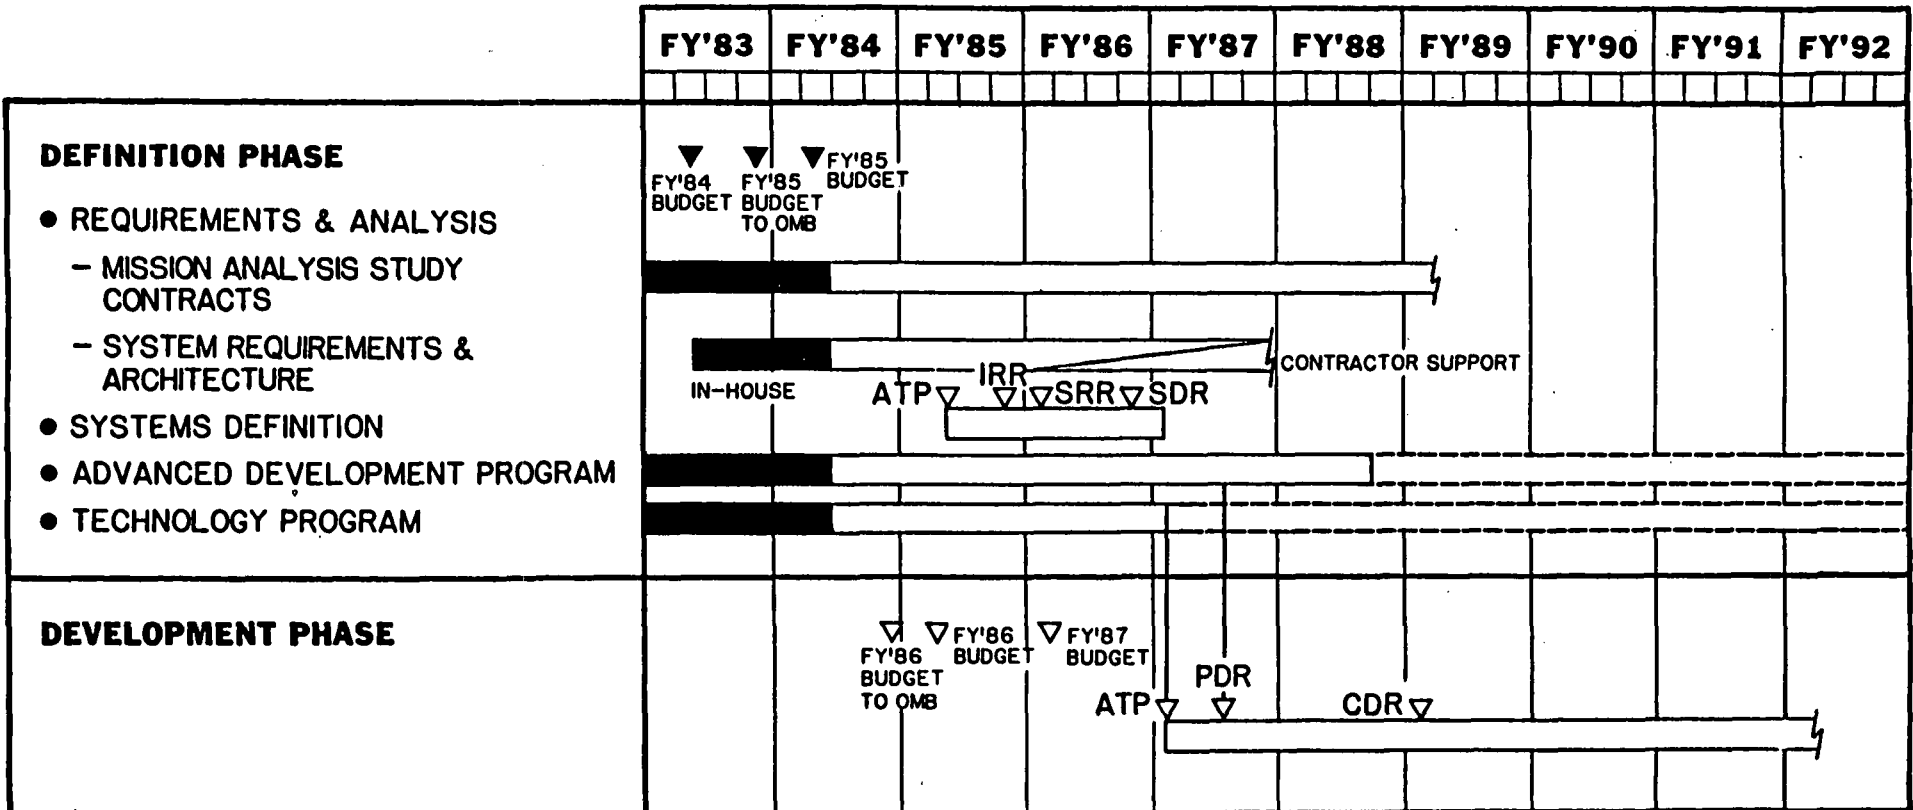 FY'83 FY'84 FY'85 FY'86 FY'87 FY'88 FY'89 FY'90 FY'91 FY'92
DEFINITION PHASE
FY'84
BUDGET
FY'85
BUDGET
TO OMB
FY'85
BUDGET
● REQUIREMENTS & ANALYSIS
– MISSION ANALYSIS STUDY
CONTRACTS
– SYSTEM REQUIREMENTS &
ARCHITECTURE
IN-HOUSE
CONTRACTOR SUPPORT
ATP
IRR
SRR
SDR
● SYSTEMS DEFINITION
● ADVANCED DEVELOPMENT PROGRAM
● TECHNOLOGY PROGRAM
DEVELOPMENT PHASE
FY'86
BUDGET
TO OMB
FY'86
BUDGET
FY'87
BUDGET
ATP
PDR
CDR